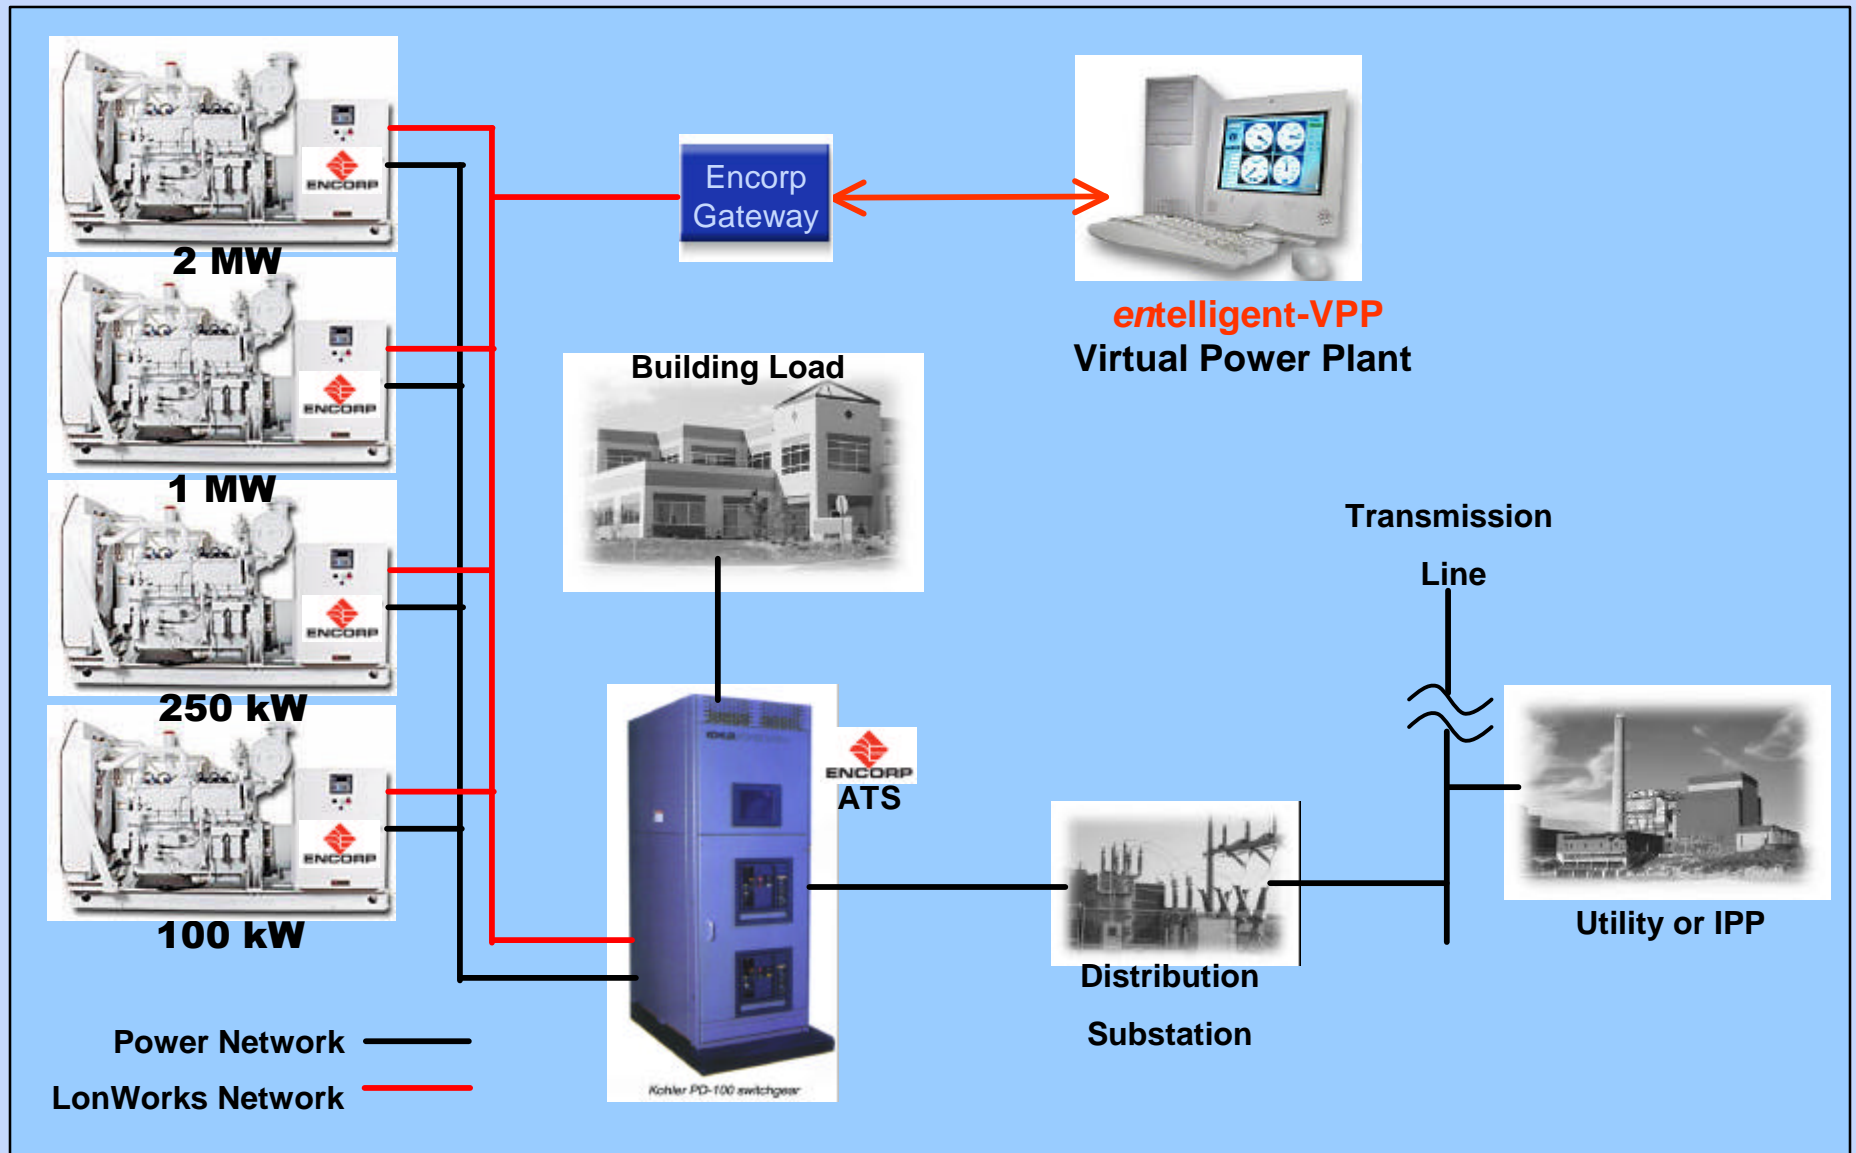 ENCORP
2 MW
ENCORP
1 MW
ENCORP
250 kW
ENCORP
100 kW
Encorp
Gateway
entelligent-VPP
Virtual Power Plant
Building Load
Transmission
Line
ENCORP
ATS
Utility or IPP
Distribution
Substation
Kohler PD-100 switchgear
Power Network
LonWorks Network